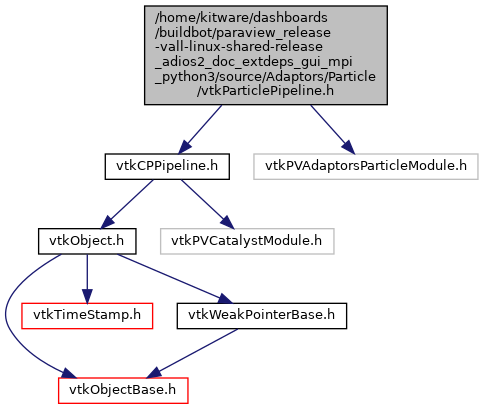 /home/kitware/dashboards
/buildbot/paraview_release
-vall-linux-shared-release
_adios2_doc_extdeps_gui_mpi
_python3/source/Adaptors/Particle
/vtkParticlePipeline.h
vtkCPPipeline.h
vtkPVAdaptorsParticleModule.h
vtkObject.h
vtkPVCatalystModule.h
vtkTimeStamp.h
vtkWeakPointerBase.h
vtkObjectBase.h